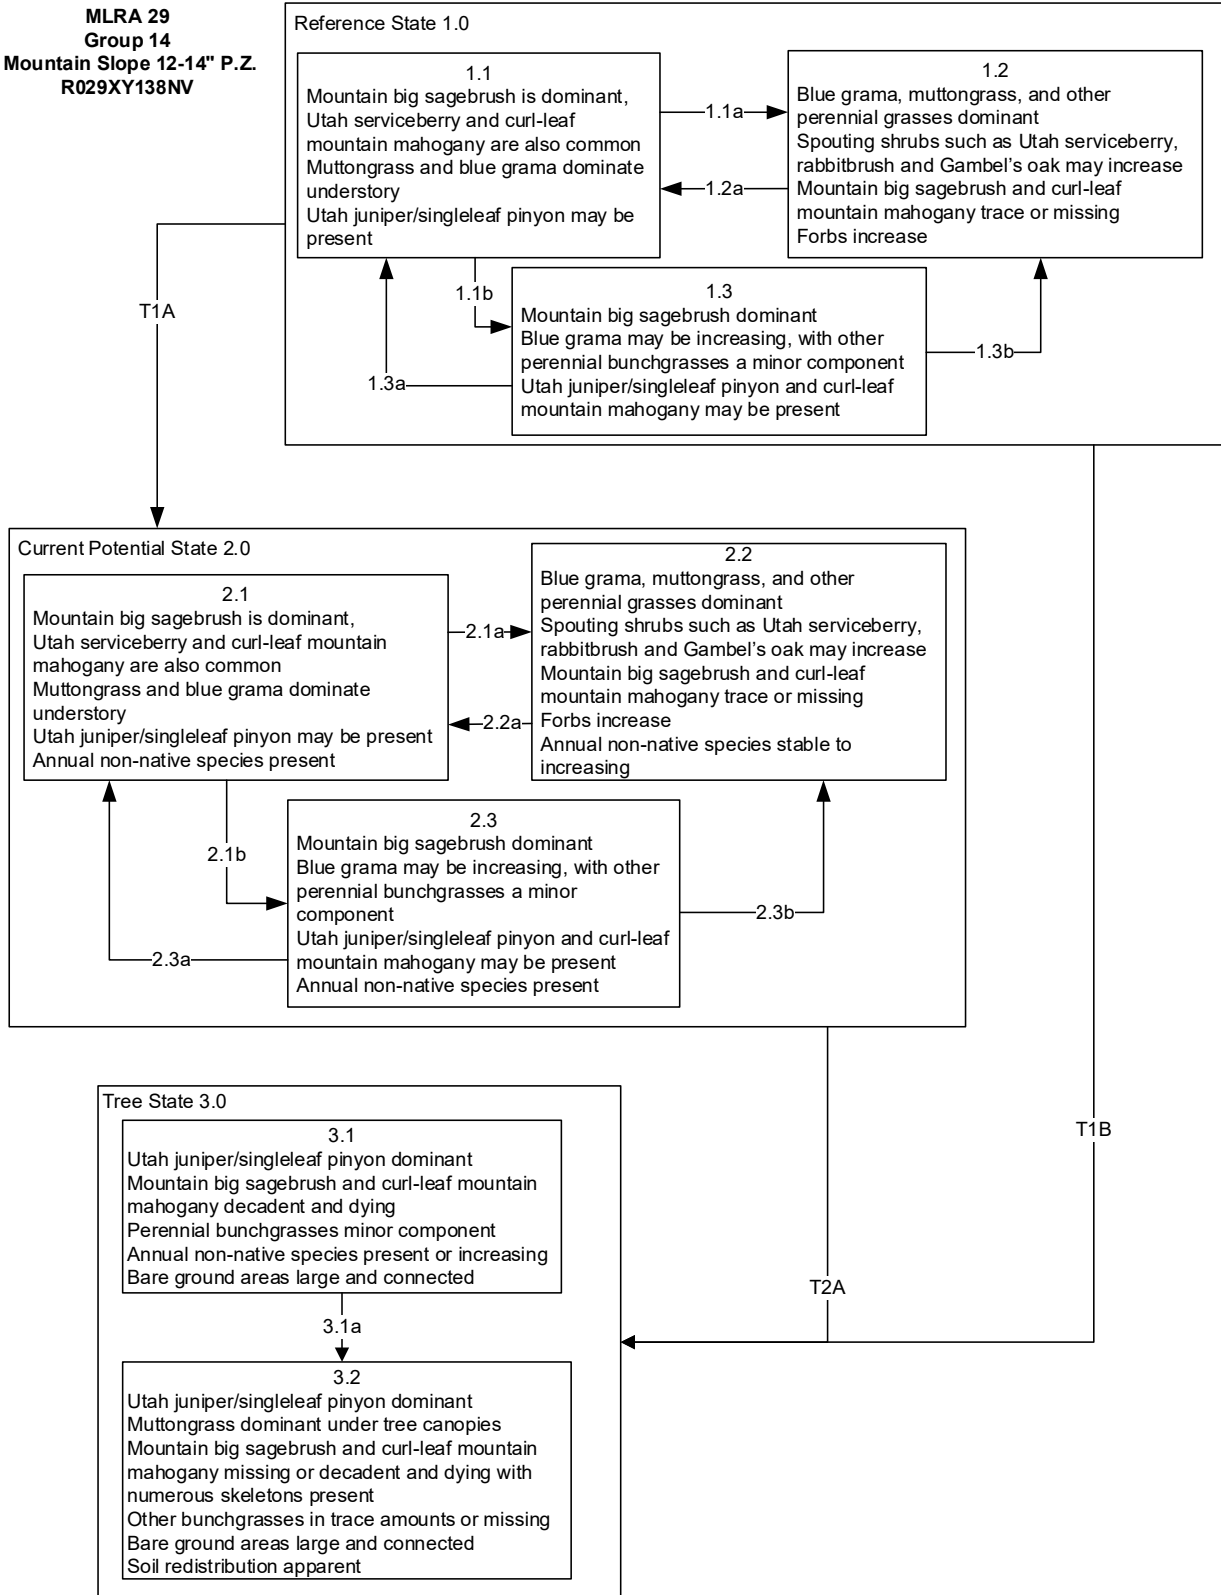 MLRA 29
Group 14
Mountain Slope 12-14" P.Z.
R029XY138NV
Reference State 1.0
1.1
Mountain big sagebrush is dominant,
Utah serviceberry and curl-leaf
mountain mahogany are also common
Muttongrass and blue grama dominate
understory
Utah juniper/singleleaf pinyon may be
present
1.1a
1.2a
1.2
Blue grama, muttongrass, and other
perennial grasses dominant
Spouting shrubs such as Utah serviceberry,
rabbitbrush and Gambel's oak may increase
Mountain big sagebrush and curl-leaf
mountain mahogany trace or missing
Forbs increase
1.1b
1.3
Mountain big sagebrush dominant
Blue grama may be increasing, with other
perennial bunchgrasses a minor component
Utah juniper/singleleaf pinyon and curl-leaf
mountain mahogany may be present
1.3a
1.3b
T1A
Current Potential State 2.0
2.1
Mountain big sagebrush is dominant,
Utah serviceberry and curl-leaf mountain
mahogany are also common
Muttongrass and blue grama dominate
understory
Utah juniper/singleleaf pinyon may be present
Annual non-native species present
2.1a
2.2a
2.2
Blue grama, muttongrass, and other
perennial grasses dominant
Spouting shrubs such as Utah serviceberry,
rabbitbrush and Gambel's oak may increase
Mountain big sagebrush and curl-leaf
mountain mahogany trace or missing
Forbs increase
Annual non-native species stable to
increasing
2.1b
2.3
Mountain big sagebrush dominant
Blue grama may be increasing, with other
perennial bunchgrasses a minor
component
Utah juniper/singleleaf pinyon and curl-leaf
mountain mahogany may be present
Annual non-native species present
2.3a
2.3b
Tree State 3.0
3.1
Utah juniper/singleleaf pinyon dominant
Mountain big sagebrush and curl-leaf mountain
mahogany decadent and dying
Perennial bunchgrasses minor component
Annual non-native species present or increasing
Bare ground areas large and connected
3.1a
3.2
Utah juniper/singleleaf pinyon dominant
Muttongrass dominant under tree canopies
Mountain big sagebrush and curl-leaf mountain
mahogany missing or decadent and dying with
numerous skeletons present
Other bunchgrasses in trace amounts or missing
Bare ground areas large and connected
Soil redistribution apparent
T2A
T1B